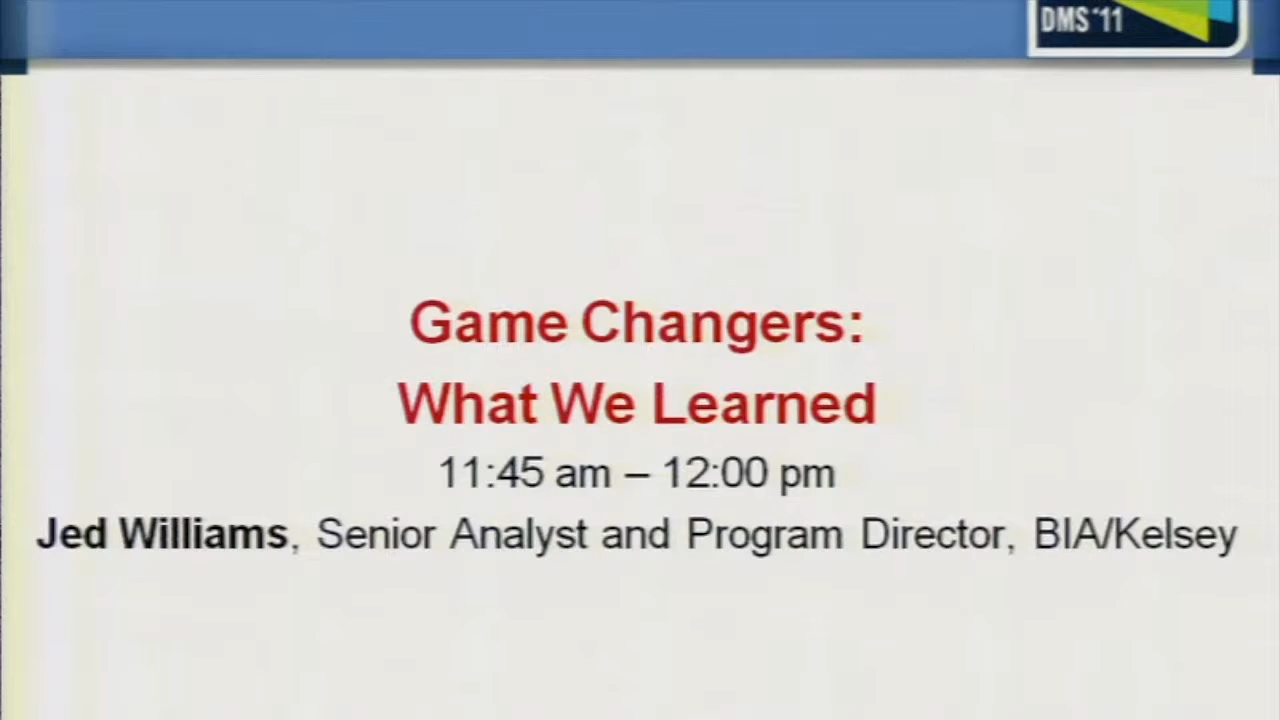 DMS '11
Game Changers:
What We Learned
11:45 am – 12:00 pm
Jed Williams, Senior Analyst and Program Director, BIA/Kelsey